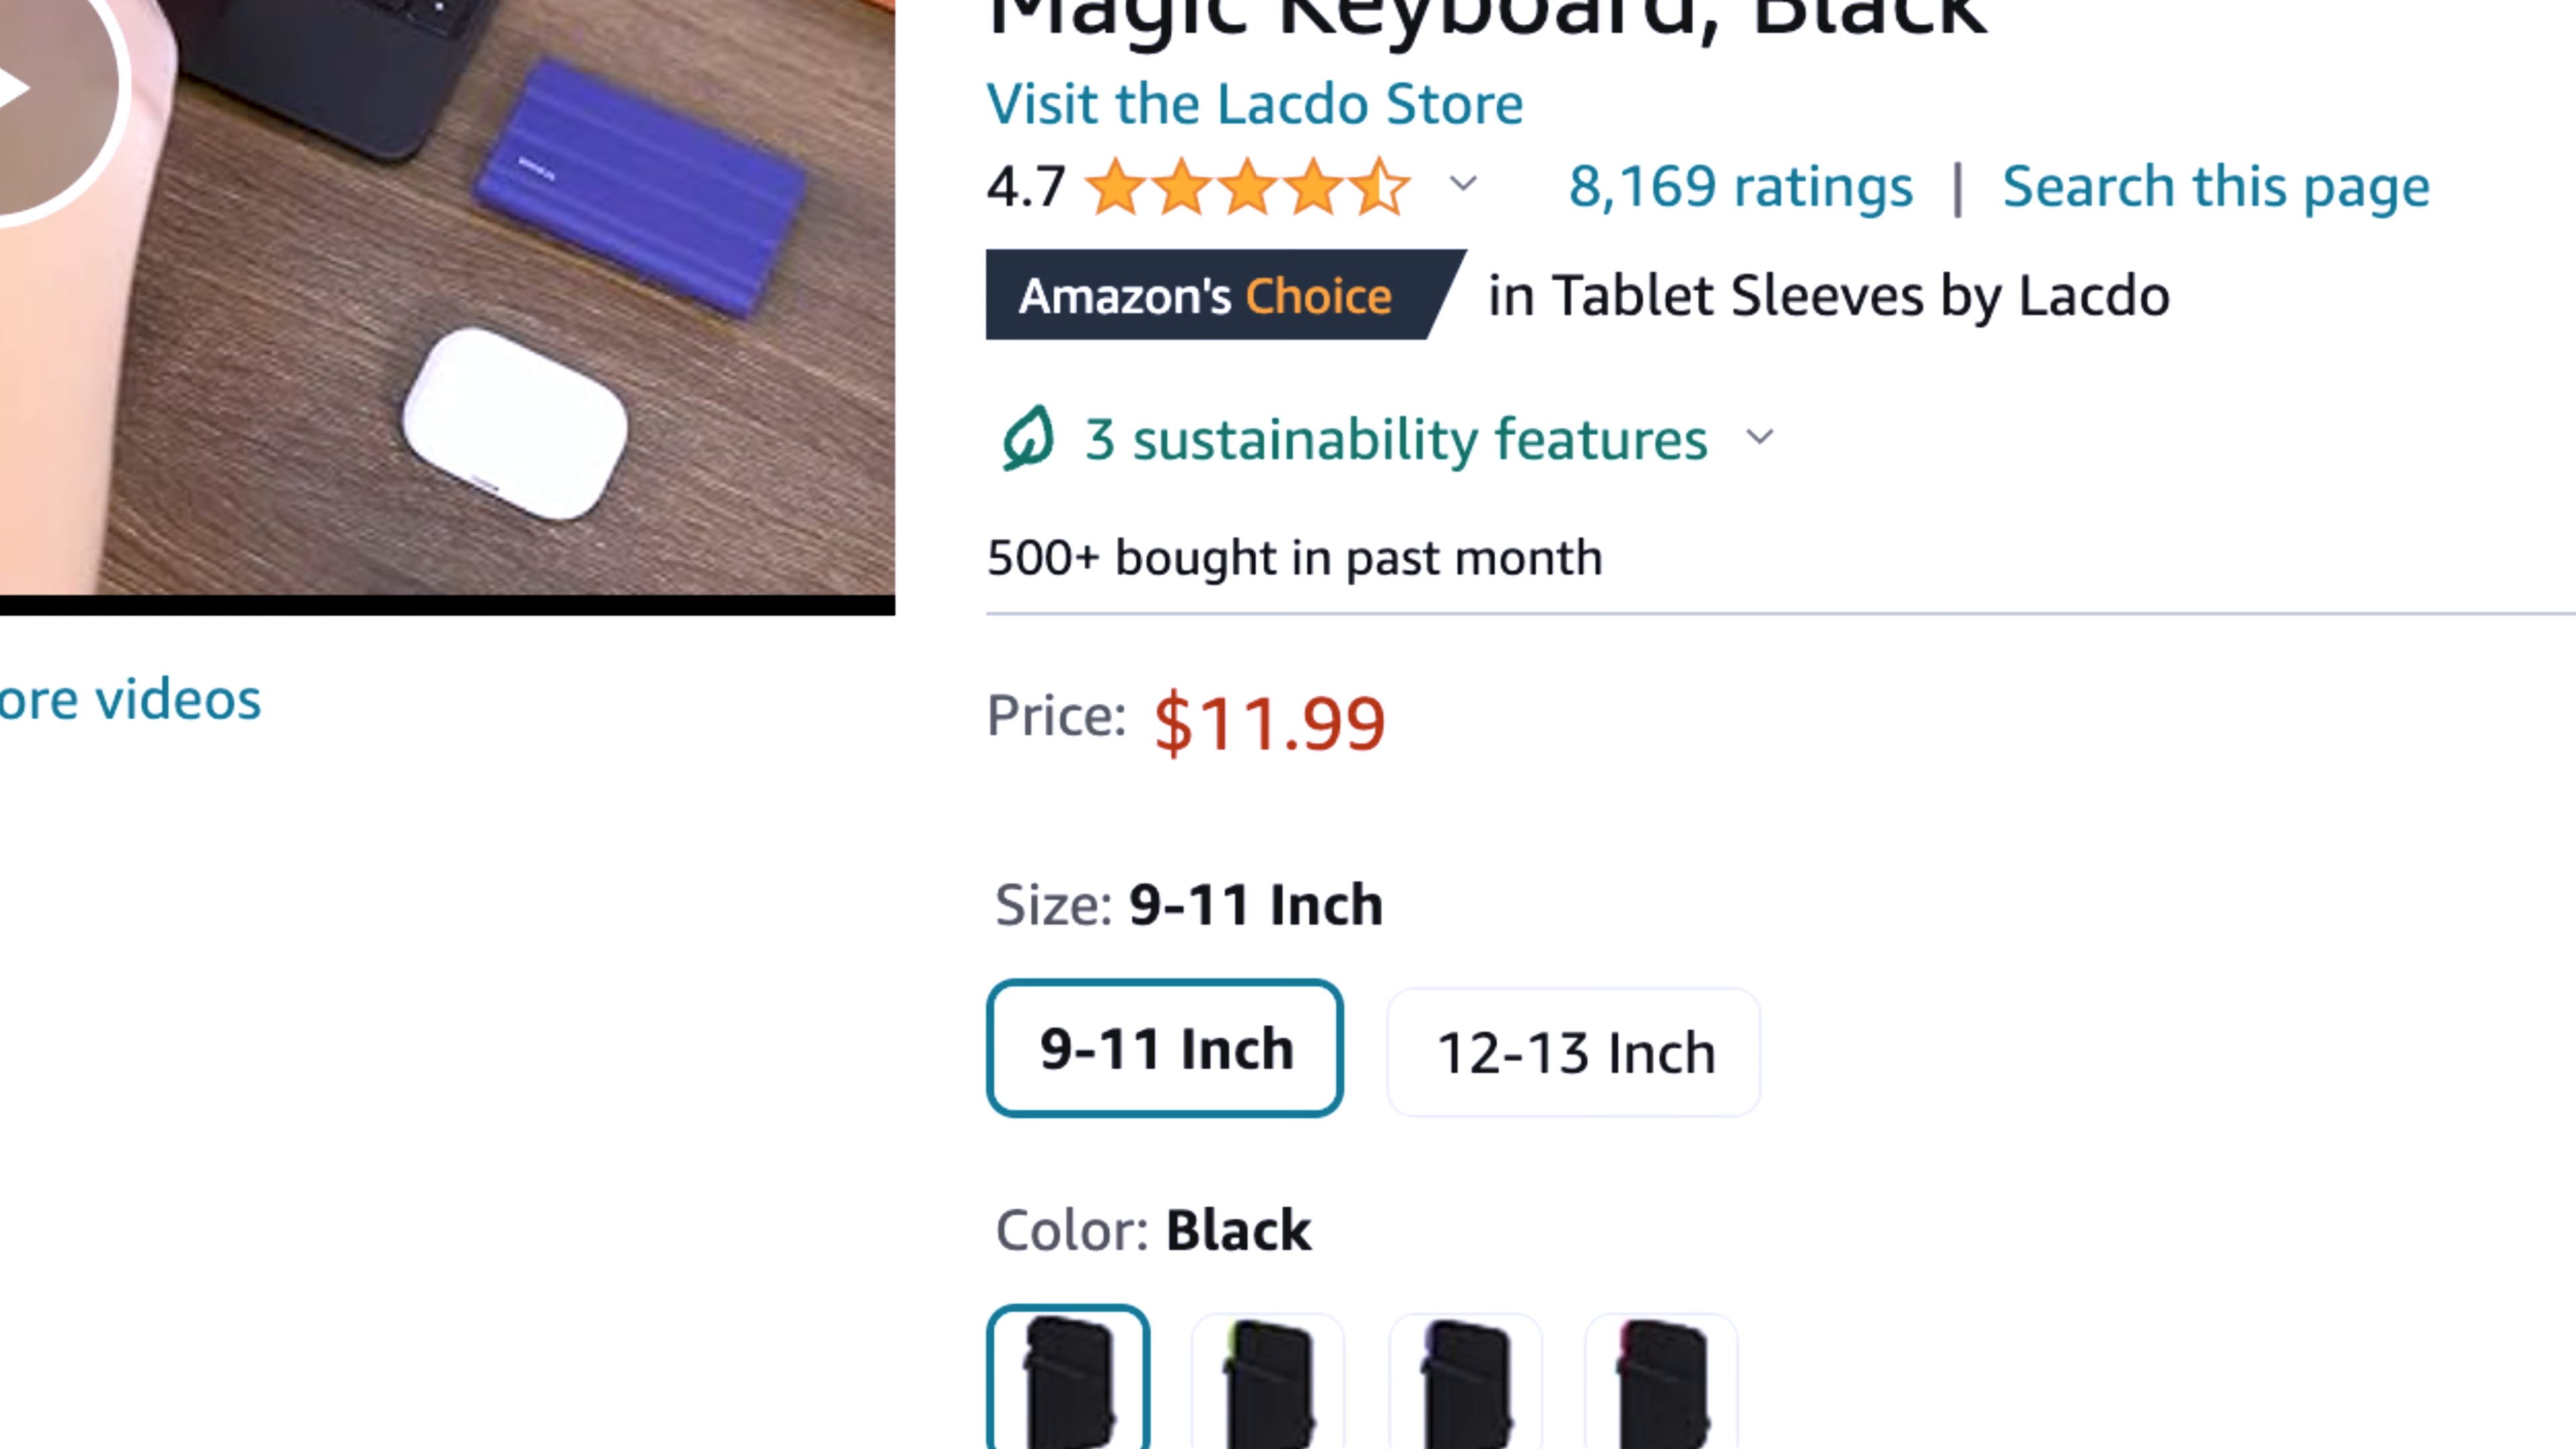 Magic Keyboard, Black
Visit the Lacdo Store
4.7
8,169 ratings | Search this page
Amazon's Choice in Tablet Sleeves by Lacdo
3 sustainability features
500+ bought in past month
ore videos
Price: $11.99
Size: 9-11 Inch
9-11 Inch
12-13 Inch
Color: Black